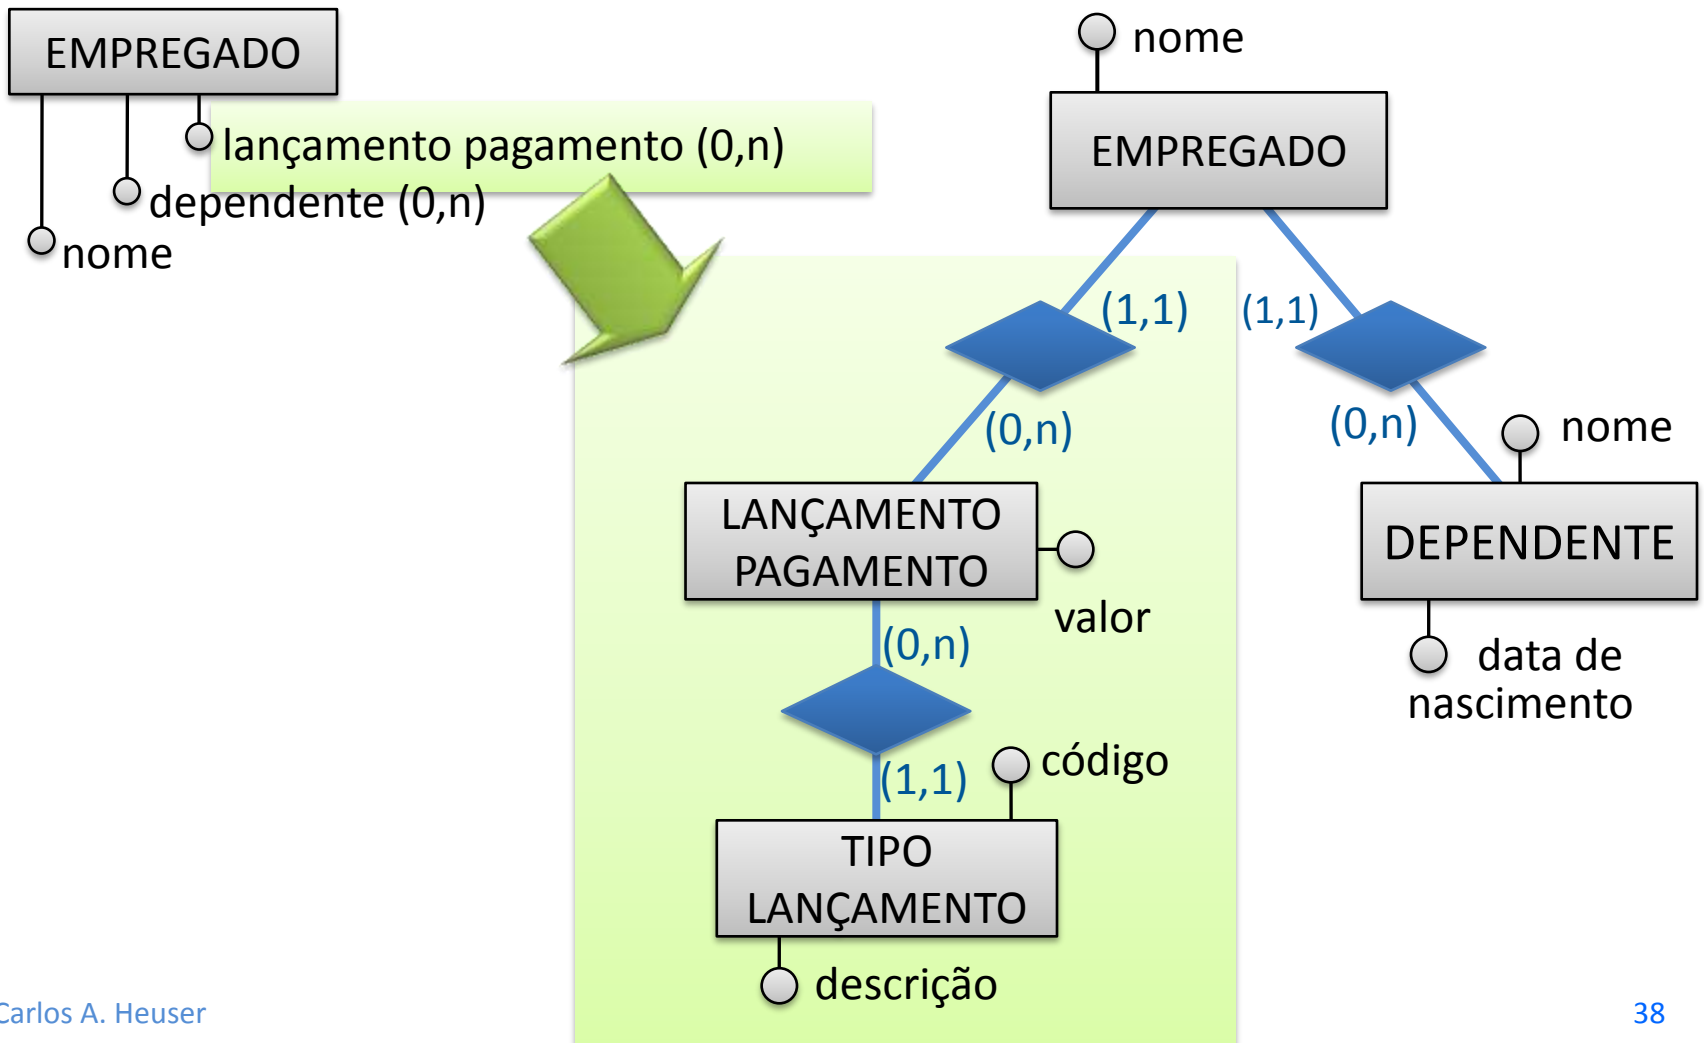 EMPREGADO
lançamento pagamento (0,n)
dependente (0,n)
nome
nome
EMPREGADO
(1,1)
(1,1)
(0,n)
(0,n)
nome
LANÇAMENTO
PAGAMENTO
valor
DEPENDENTE
data de
nascimento
(0,n)
(1,1)
código
TIPO
LANÇAMENTO
descrição
Carlos A. Heuser
38